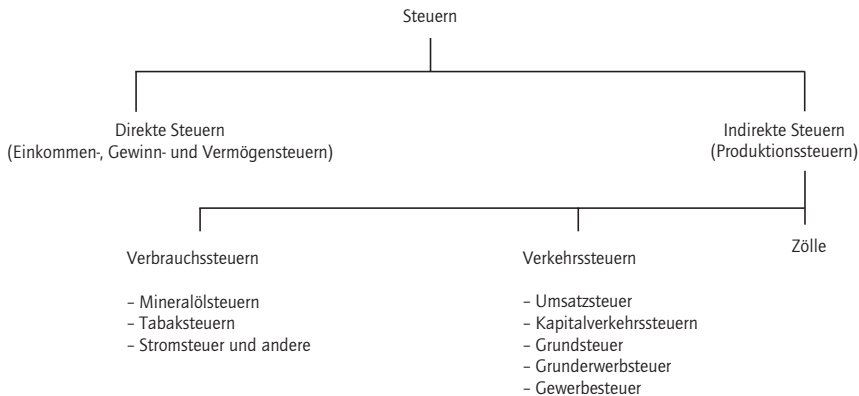 Steuern
Direkte Steuern
(Einkommen-, Gewinn- und Vermögensteuern)
Indirekte Steuern
(Produktionssteuern)
Verbrauchssteuern
– Mineralölsteuern
– Tabaksteuern
– Stromsteuer und andere
Verkehrssteuern
– Umsatzsteuer
– Kapitalverkehrssteuern
– Grundsteuer
– Grunderwerbsteuer
– Gewerbesteuer
Zölle